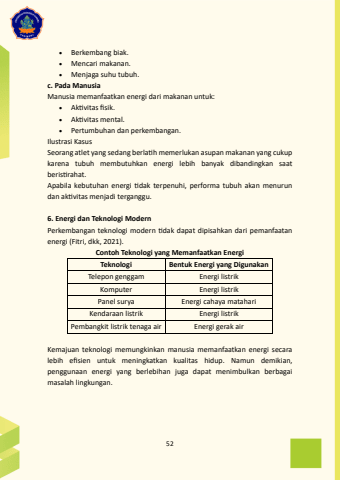 • Berkembang biak.
• Mencari makanan.
• Menjaga suhu tubuh.
c. Pada Manusia
Manusia memanfaatkan energi dari makanan untuk:
• Aktivitas fisik.
• Aktivitas mental.
• Pertumbuhan dan perkembangan.
Ilustrasi Kasus
Seorang atlet yang sedang berlatih memerlukan asupan makanan yang cukup
karena tubuh membutuhkan energi lebih banyak dibandingkan saat
beristirahat.
Apabila kebutuhan energi tidak terpenuhi, performa tubuh akan menurun
dan aktivitas menjadi terganggu.
6. Energi dan Teknologi Modern
Perkembangan teknologi modern tidak dapat dipisahkan dari pemanfaatan
energi (Fitri, dkk, 2021).
Contoh Teknologi yang Memanfaatkan Energi
Teknologi Bentuk Energi yang Digunakan
Telepon genggam Energi listrik
Komputer Energi listrik
Panel surya Energi cahaya matahari
Kendaraan listrik Energi listrik
Pembangkit listrik tenaga air Energi gerak air
Kemajuan teknologi memungkinkan manusia memanfaatkan energi secara
lebih efisien untuk meningkatkan kualitas hidup. Namun demikian,
penggunaan energi yang berlebihan juga dapat menimbulkan berbagai
masalah lingkungan.
52